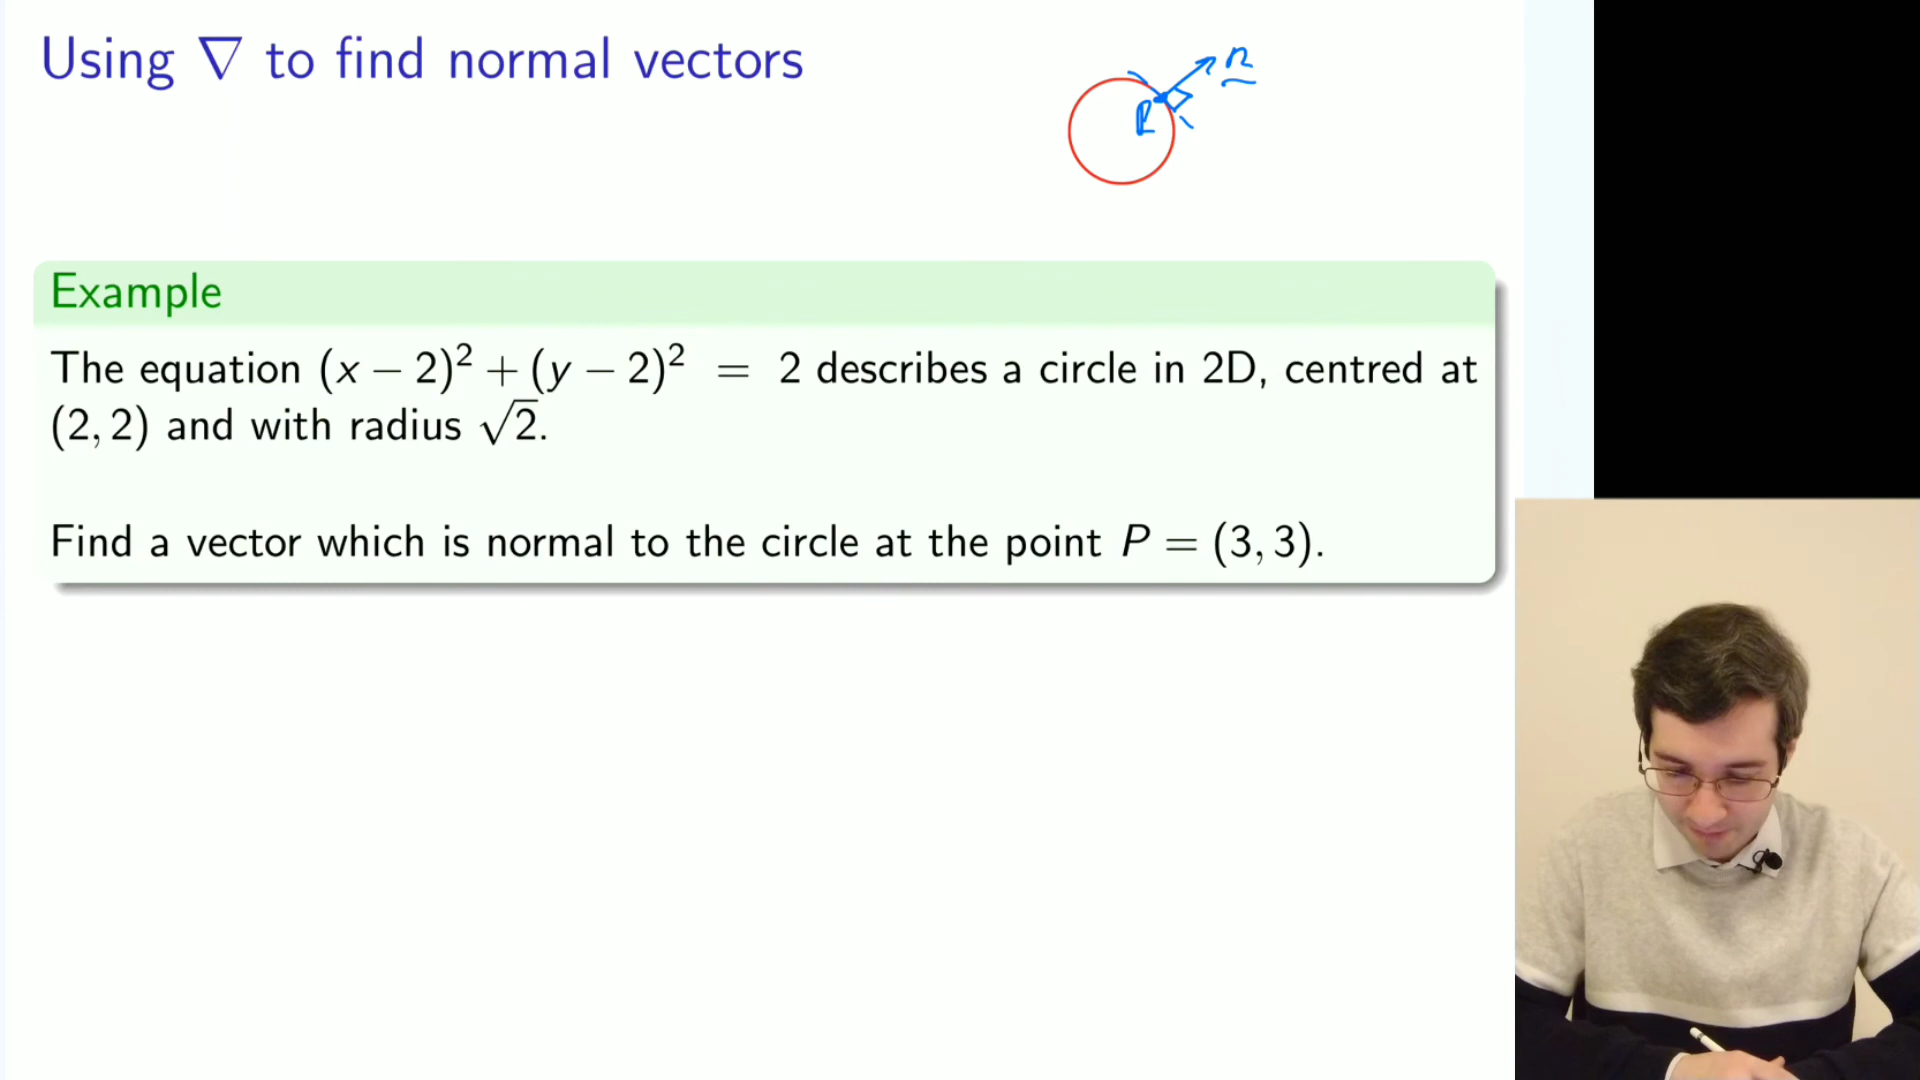 Using ∇ to find normal vectors
n
P
Example
The equation (x − 2)² + (y − 2)² = 2 describes a circle in 2D, centred at
(2, 2) and with radius √2.
Find a vector which is normal to the circle at the point P = (3, 3).